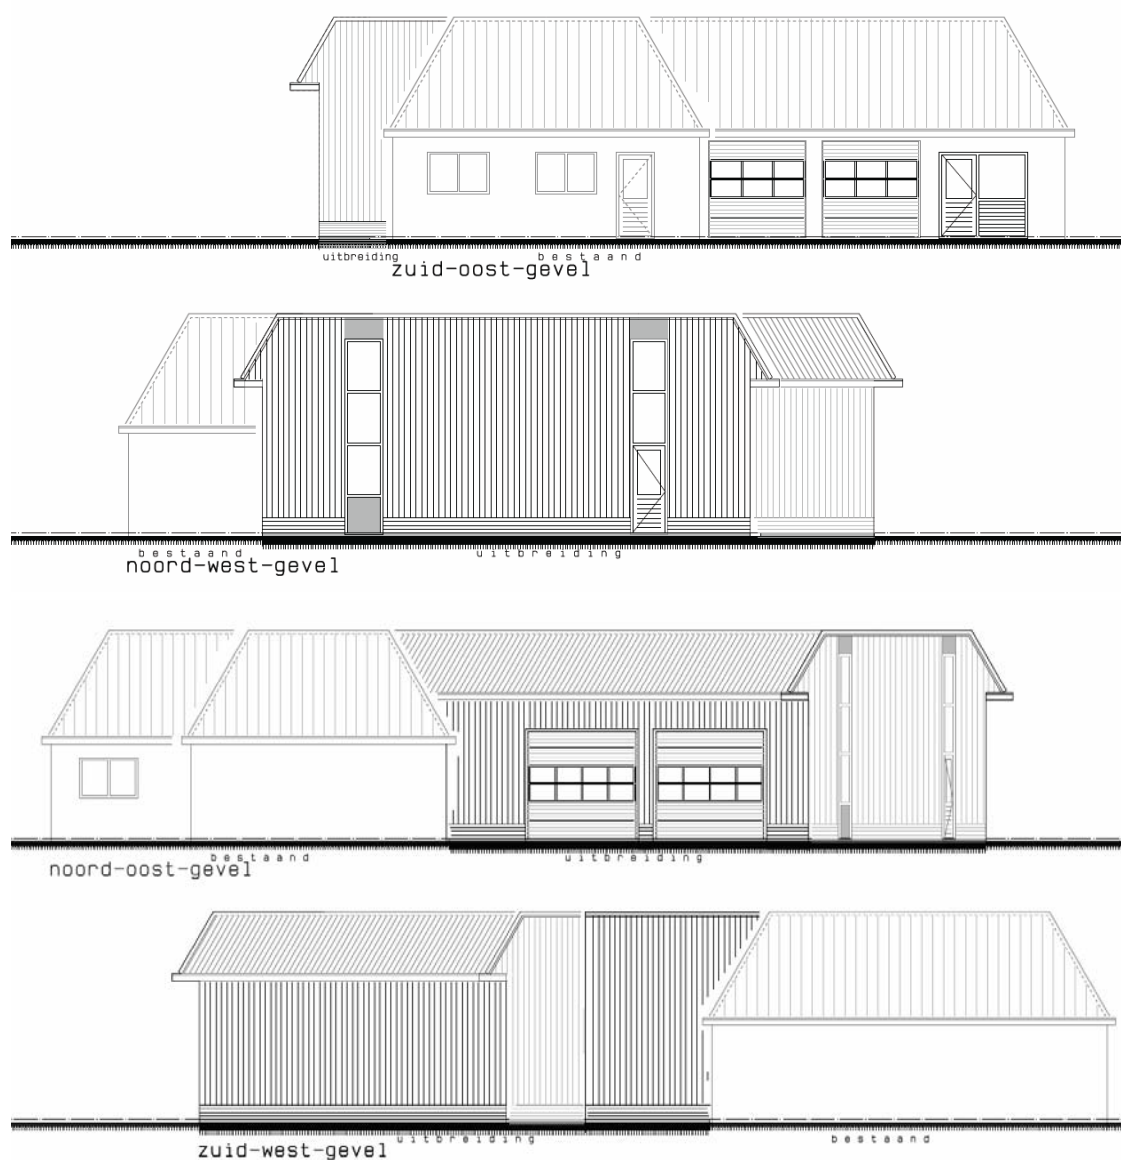 uitbreiding bestaand
zuid-oost-gevel
bestaand uitbreiding
noord-west-gevel
bestaand uitbreiding
noord-oost-gevel
uitbreiding bestaand
zuid-west-gevel